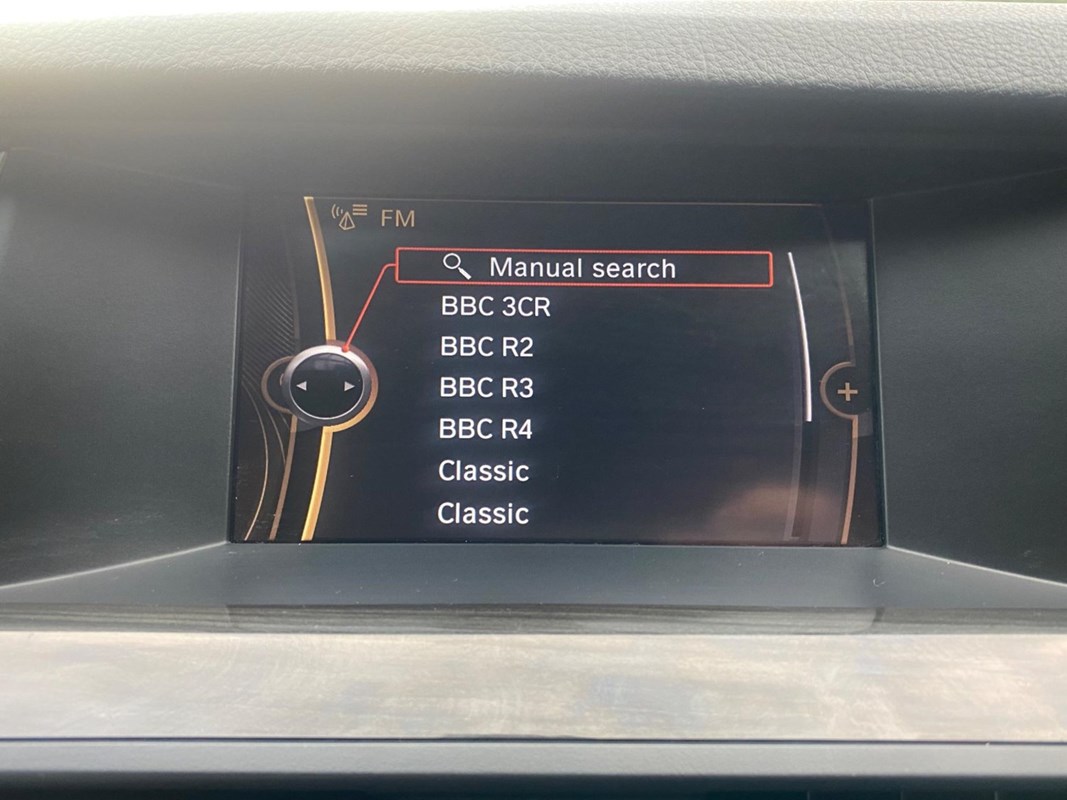 FM
Manual search
BBC 3CR
BBC R2
BBC R3
BBC R4
Classic
Classic
+